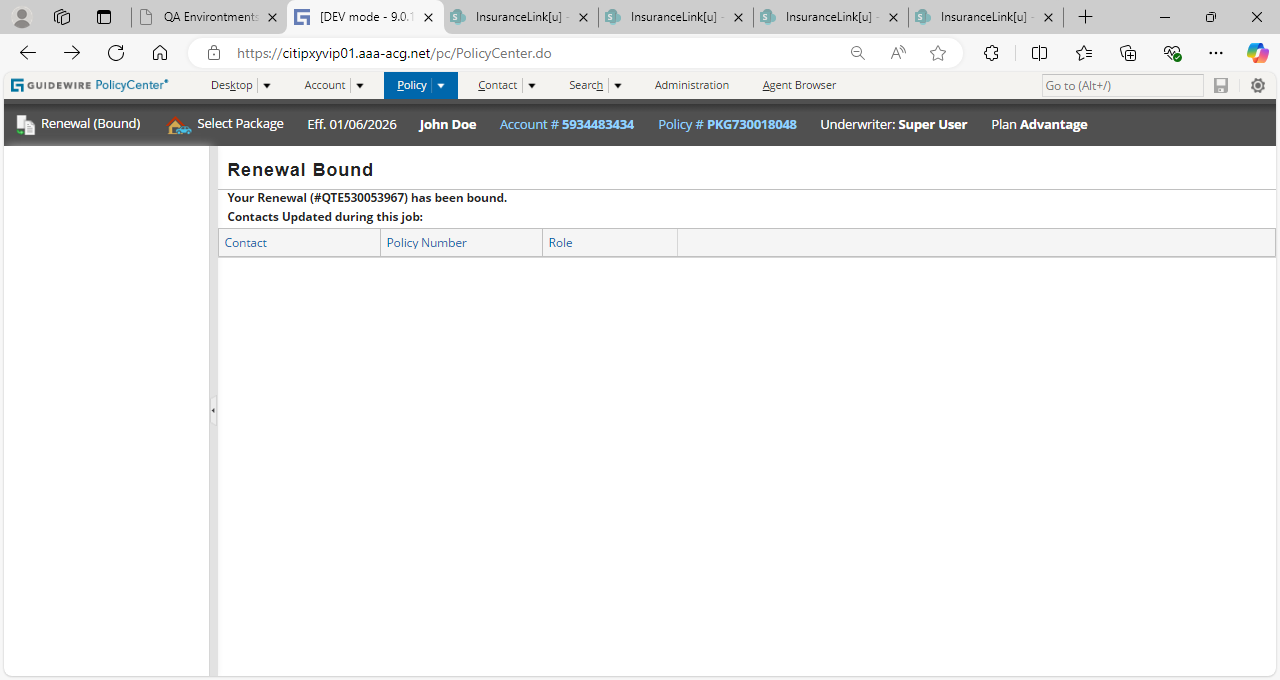 QA Environtments
[DEV mode - 9.0.1
InsuranceLink[u] -
InsuranceLink[u] -
InsuranceLink[u] -
InsuranceLink[u] -
https://citipxyvip01.aaa-acg.net/pc/PolicyCenter.do
GUIDEWIRE PolicyCenter®
Desktop
Account
Policy
Contact
Search
Administration
Agent Browser
Go to (Alt+/)
Renewal (Bound)
Select Package
Eff. 01/06/2026
John Doe
Account # 5934483434
Policy # PKG730018048
Underwriter: Super User
Plan Advantage
Renewal Bound
Your Renewal (#QTE530053967) has been bound.
Contacts Updated during this job:
Contact
Policy Number
Role